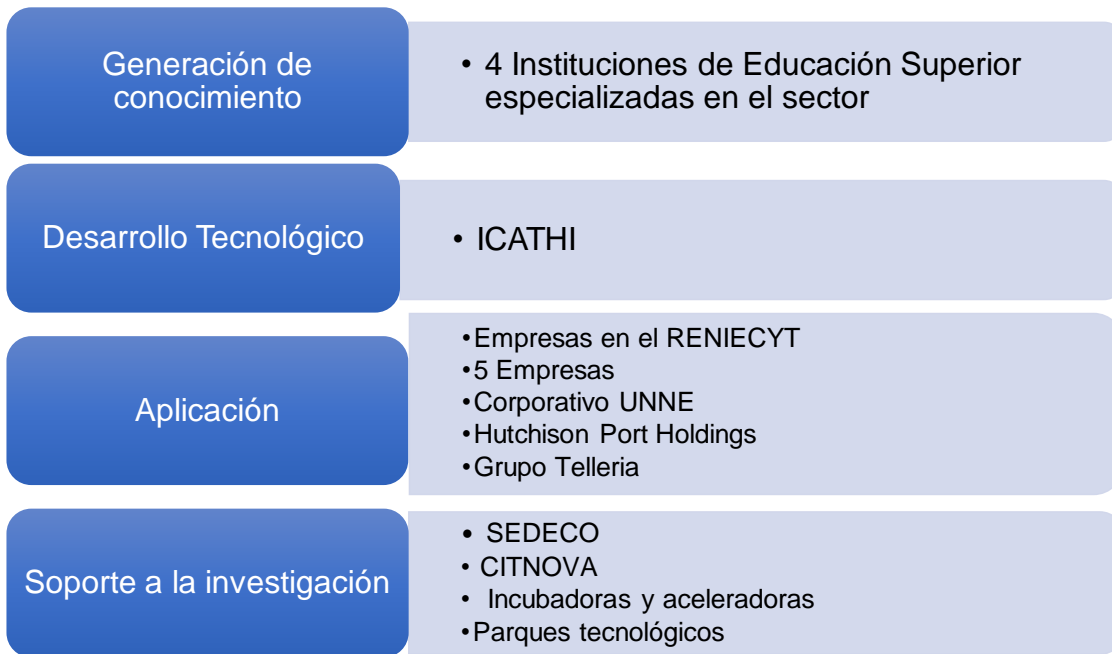 Generación de
conocimiento
• 4 Instituciones de Educación Superior
especializadas en el sector
Desarrollo Tecnológico
• ICATHI
Aplicación
•Empresas en el RENIECYT
•5 Empresas
•Corporativo UNNE
•Hutchison Port Holdings
•Grupo Telleria
Soporte a la investigación
• SEDECO
• CITNOVA
• Incubadoras y aceleradoras
•Parques tecnológicos